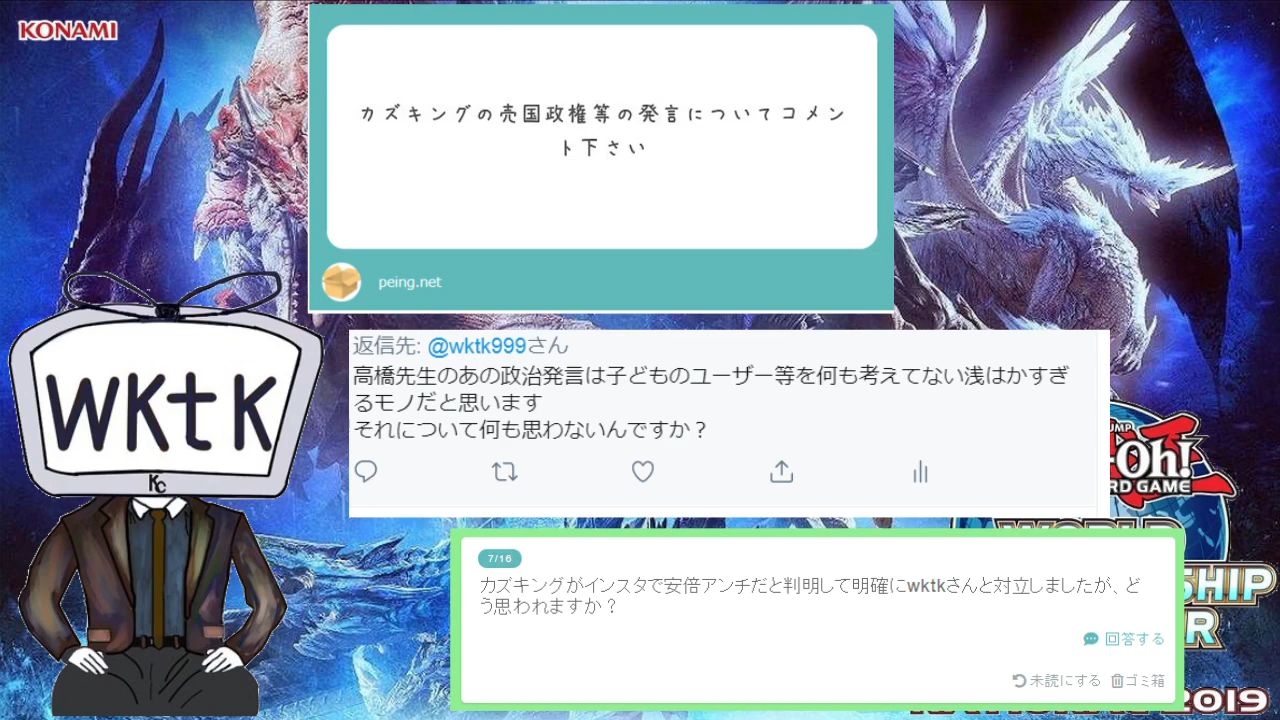 KONAMI
カズキングの売国政権等の発言についてコメン
ト下さい
peing.net
返信先: @wktk999さん
高橋先生のあの政治発言は子どものユーザー等を何も考えてない浅はかすぎ
るモノだと思います
それについて何も思わないんですか？
WKtK
KC
UMP
-Oh!
RD GAME
7/16
カズキングがインスタで安倍アンチだと判明して明確にwktkさんと対立しましたが、ど
う思われますか？
回答する
未読にする ゴミ箱
SHIP
R
2019